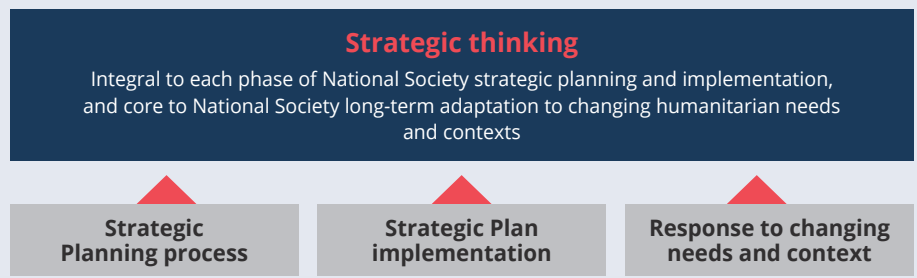 Strategic thinking
Integral to each phase of National Society strategic planning and implementation,
and core to National Society long-term adaptation to changing humanitarian needs
and contexts
Strategic
Planning process
Strategic Plan
implementation
Response to changing
needs and context